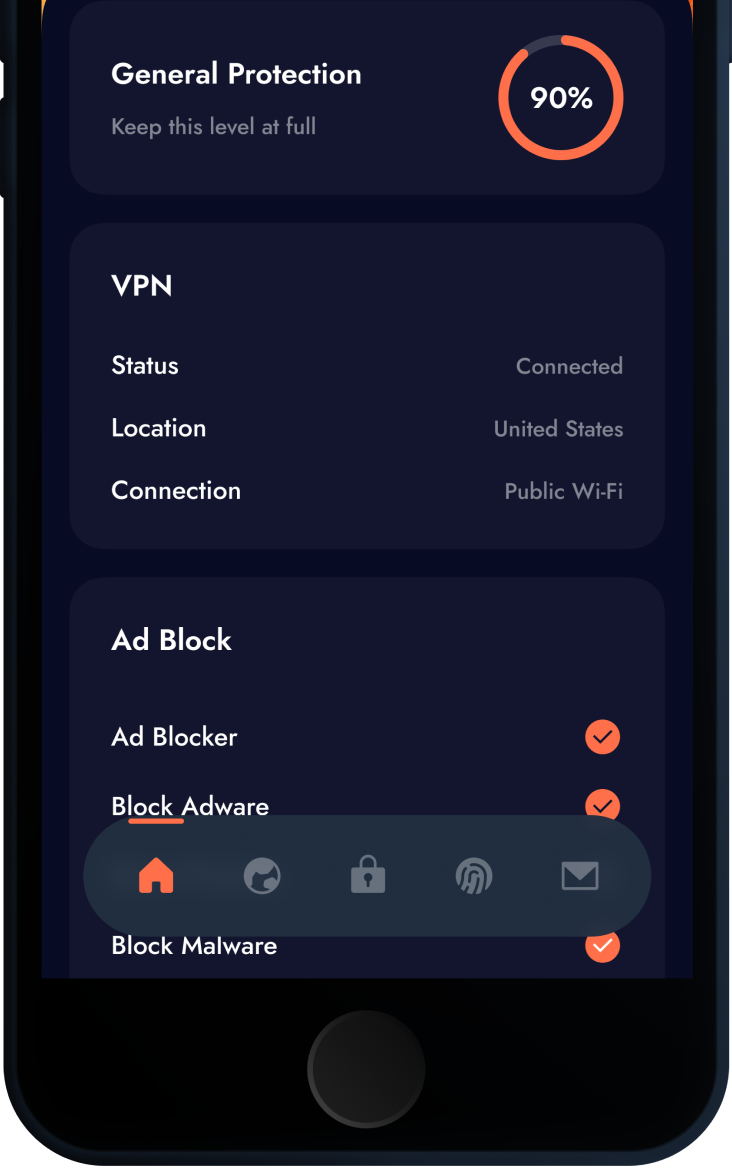 General Protection
90%
Keep this level at full
VPN
Status Connected
Location United States
Connection Public Wi-Fi
Ad Block
Ad Blocker
Block Adware
Block Malware